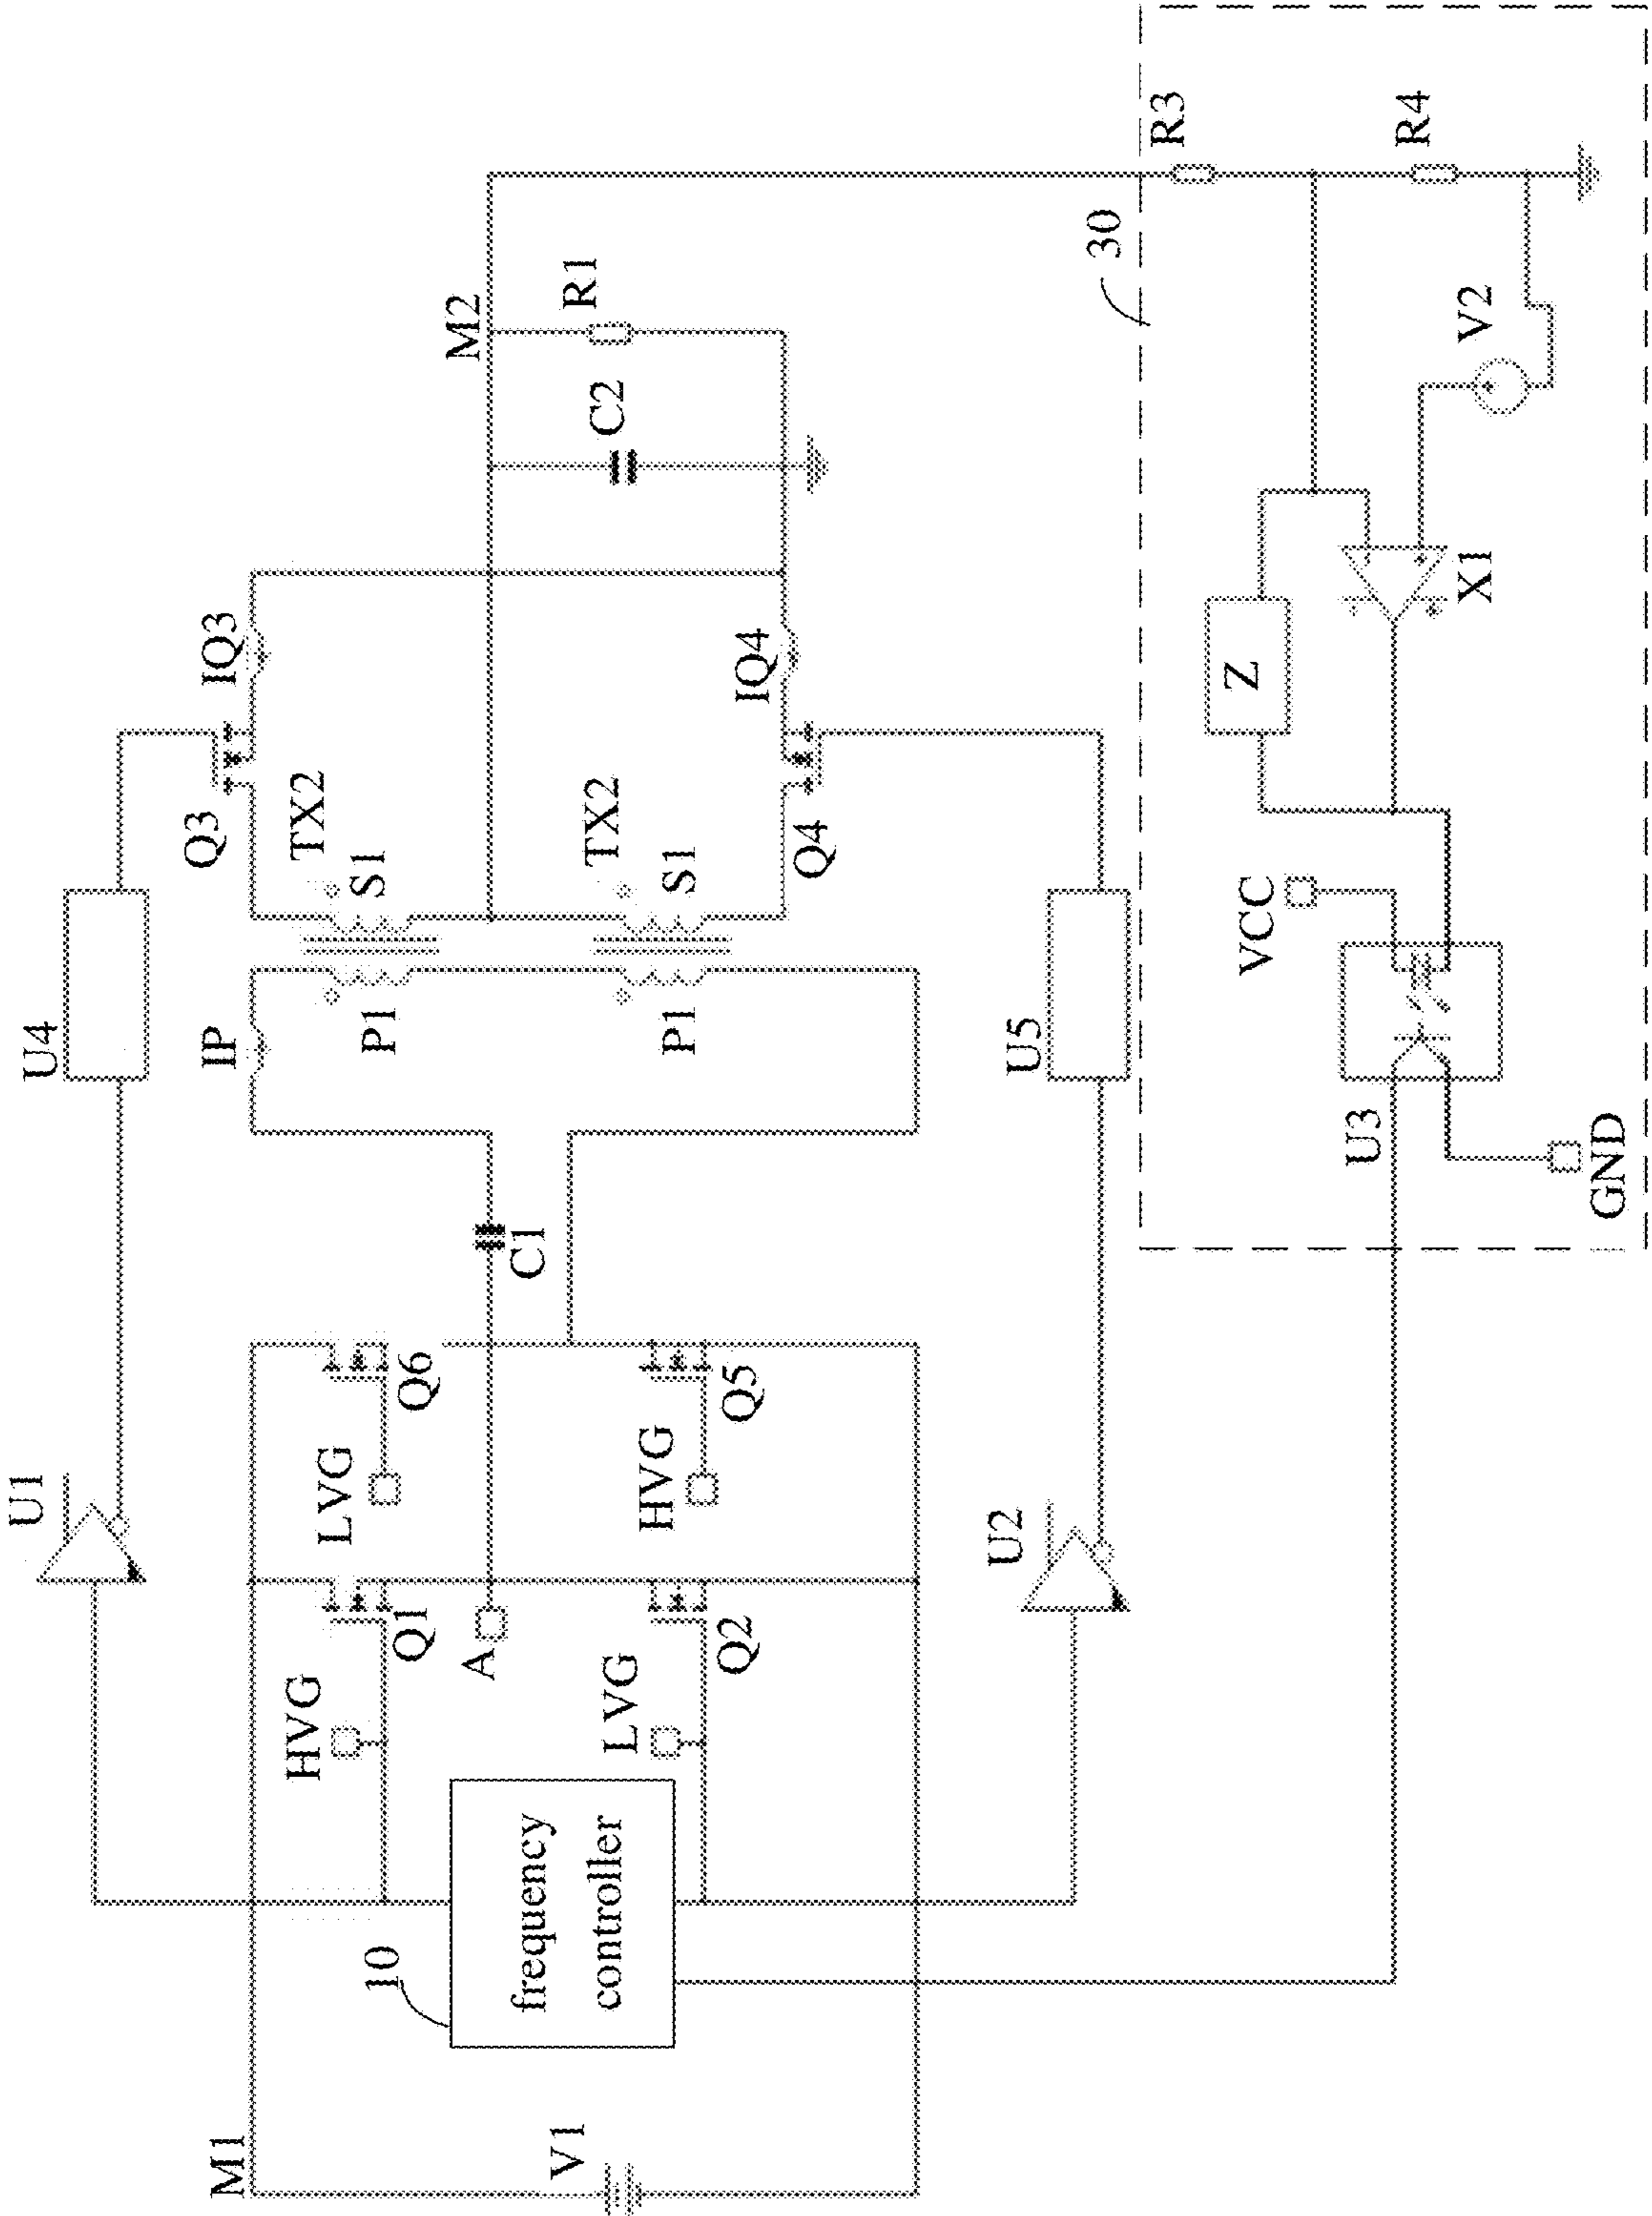 U1
U4
M1
HVG
Q1
LVG
Q6
IP
Q3
IQ3
TX2
P1
S1
M2
10
frequency
controller
A
C1
V1
C2
R1
LVG
Q2
HVG
Q5
P1
TX2
S1
IQ4
Q4
U2
U5
30
R3
Z
VCC
U3
X1
V2
R4
GND